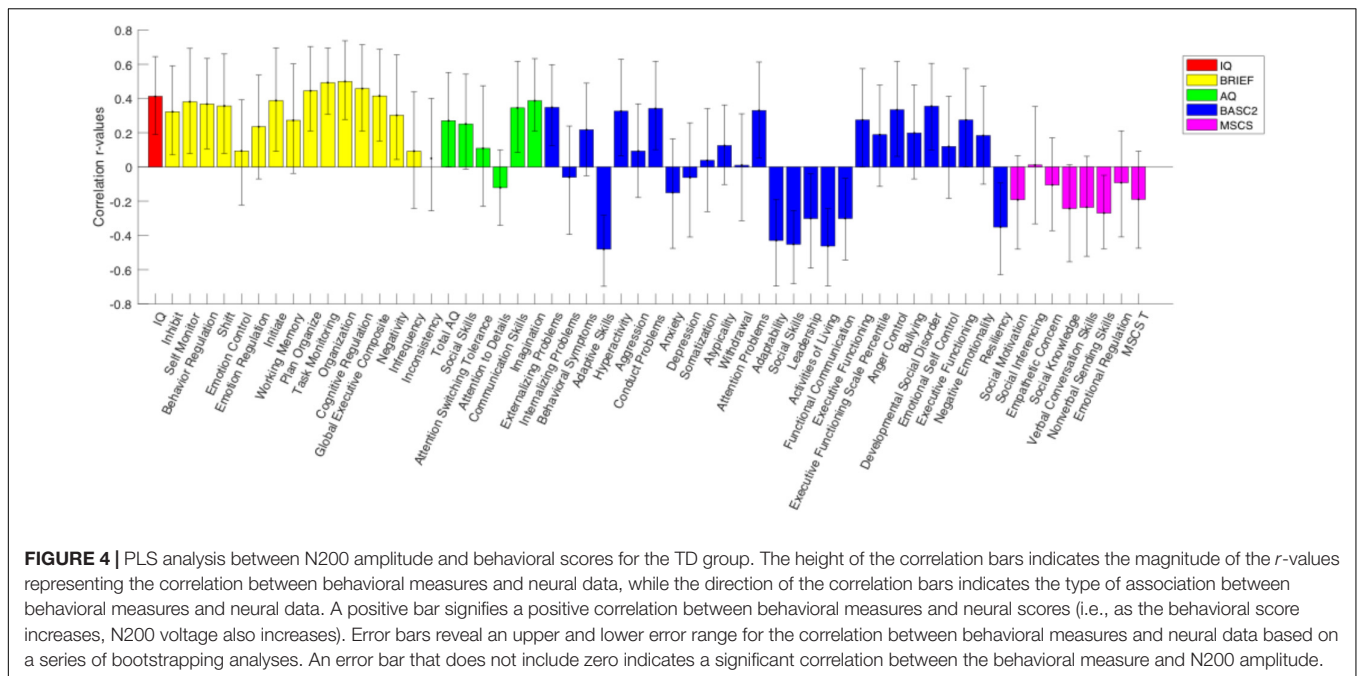 0.8
0.6
0.4
0.2
0
-0.2
-0.4
-0.6
-0.8
Correlation r-values
IQ
BRIEF
AQ
BASC2
MSCS
IQ
Inhibit
Self Monitor
Behavior Regulation
Shift
Emotion Control
Emotion Regulation
Initiate
Working Memory
Plan Organize
Task Monitoring
Organization
Cognitive Regulation
Global Executive Composite
Negativity
Infrequency
Inconsistency
Total AQ
Social Skills
Attention Switching Tolerance
Attention to Details
Communication Skills
Imagination
Externalizing Problems
Internalizing Problems
Behavioral Symptoms
Adaptive Skills
Hyperactivity
Aggression
Conduct Problems
Anxiety
Depression
Somatization
Atypicality
Withdrawal
Attention Problems
Adaptability
Social Skills
Leadership
Activities of Living
Functional Communication
Executive Functioning
Executive Functioning Scale Percentile
Anger Control
Bullying
Developmental Social Disorder
Emotional Self Control
Executive Functioning
Negative Emotionality
Resiliency
Social Motivation
Social Inferencing
Empathetic Concern
Social Knowledge
Verbal Conversation Skills
Nonverbal Sending Skills
Emotional Regulation
MSCS T
FIGURE 4 | PLS analysis between N200 amplitude and behavioral scores for the TD group. The height of the correlation bars indicates the magnitude of the r-values
representing the correlation between behavioral measures and neural data, while the direction of the correlation bars indicates the type of association between
behavioral measures and neural data. A positive bar signifies a positive correlation between behavioral measures and neural scores (i.e., as the behavioral score
increases, N200 voltage also increases). Error bars reveal an upper and lower error range for the correlation between behavioral measures and neural data based on
a series of bootstrapping analyses. An error bar that does not include zero indicates a significant correlation between the behavioral measure and N200 amplitude.